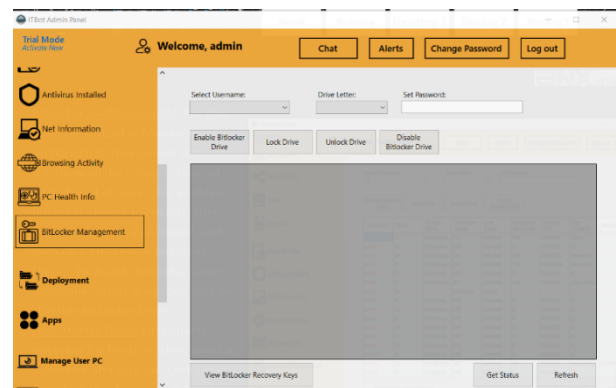 ITBot Admin Panel
Trial Mode
Activate Now
Welcome, admin
Chat
Alerts
Change Password
Log out
Antivirus Installed
Net Information
Browsing Activity
PC Health Info
BitLocker Management
Deployment
Apps
Manage User PC
Select Username:
Drive Letter:
Set Password:
Enable Bitlocker
Drive
Lock Drive
Unlock Drive
Disable
Bitlocker Drive
View BitLocker Recovery Keys
Get Status
Refresh